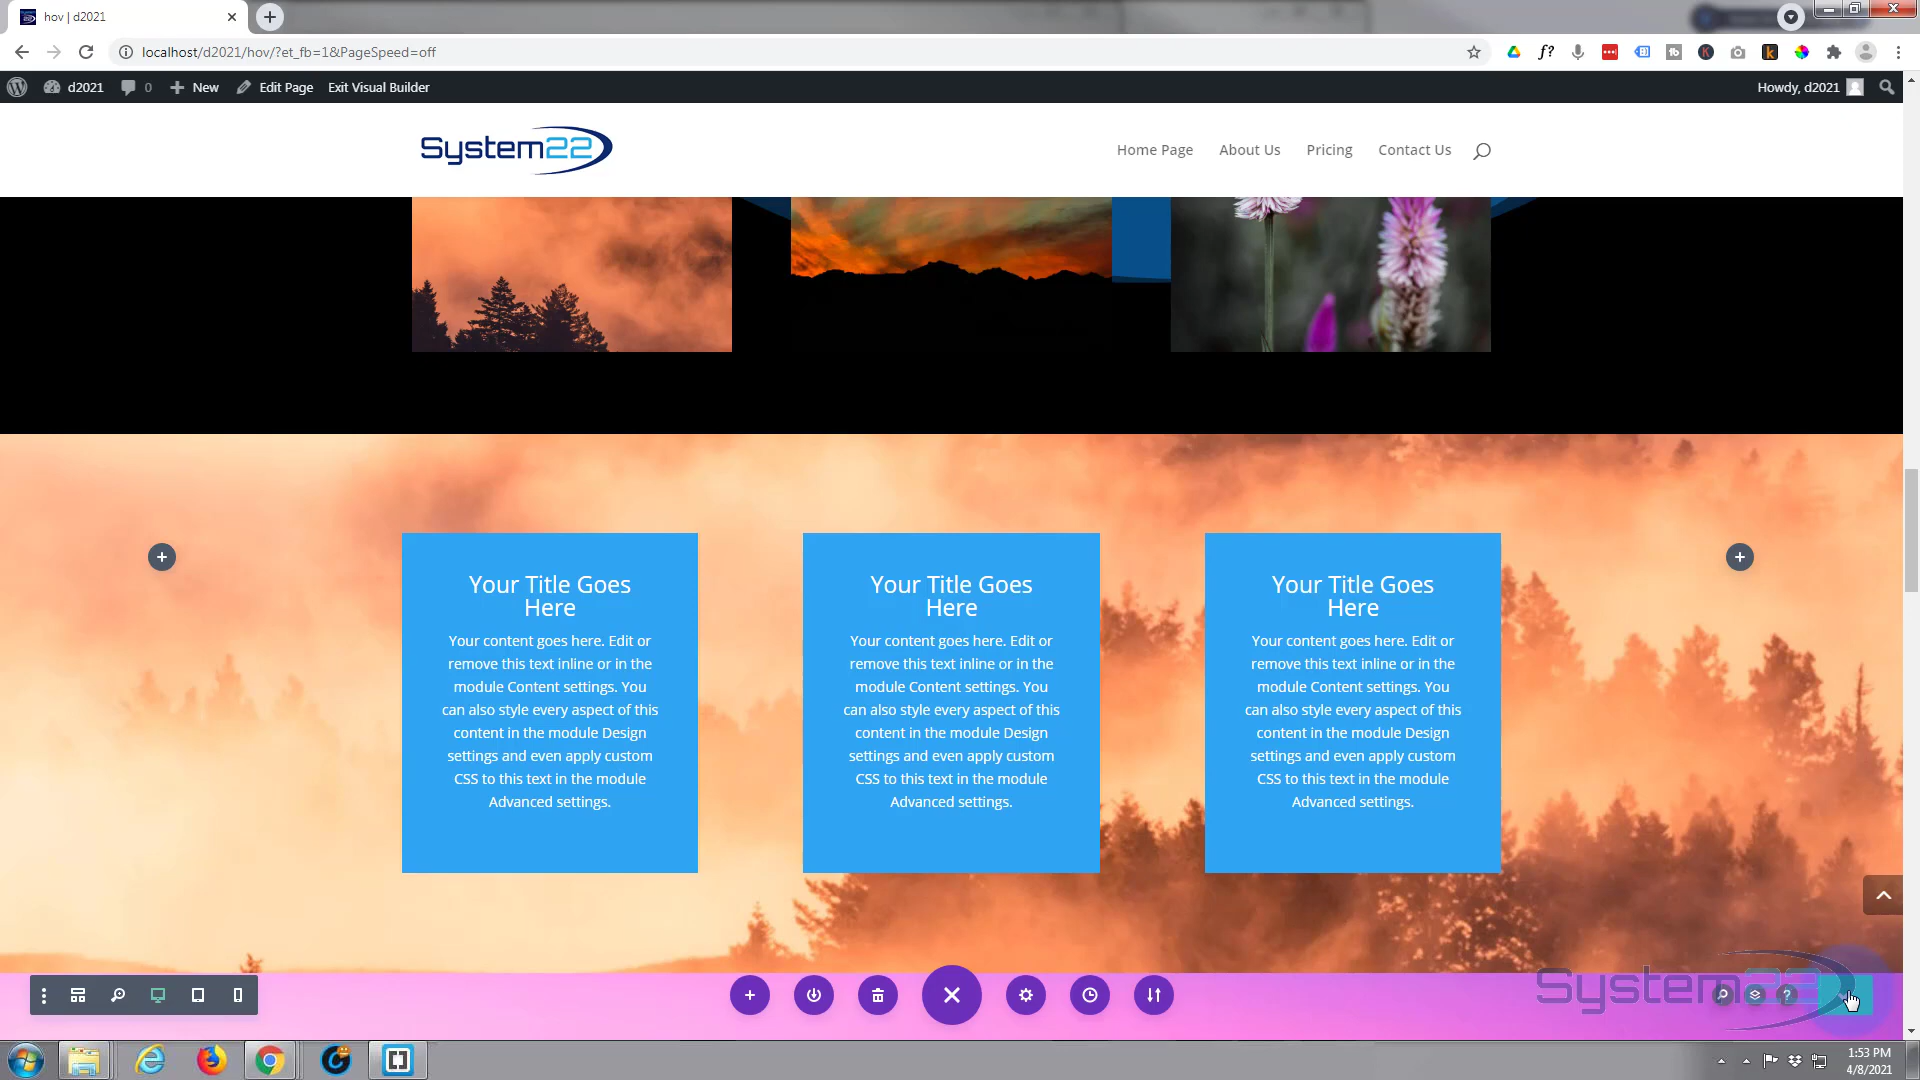 hov | d2021
localhost/d2021/hov/?et_fb=1&PageSpeed=off
d2021 0 New Edit Page Exit Visual Builder Howdy, d2021
System22
Home Page About Us Pricing Contact Us
Your Title Goes
Here
Your content goes here. Edit or
remove this text inline or in the
module Content settings. You
can also style every aspect of this
content in the module Design
settings and even apply custom
CSS to this text in the module
Advanced settings.
Your Title Goes
Here
Your content goes here. Edit or
remove this text inline or in the
module Content settings. You
can also style every aspect of this
content in the module Design
settings and even apply custom
CSS to this text in the module
Advanced settings.
Your Title Goes
Here
Your content goes here. Edit or
remove this text inline or in the
module Content settings. You
can also style every aspect of this
content in the module Design
settings and even apply custom
CSS to this text in the module
Advanced settings.
System22
1:53 PM
4/8/2021